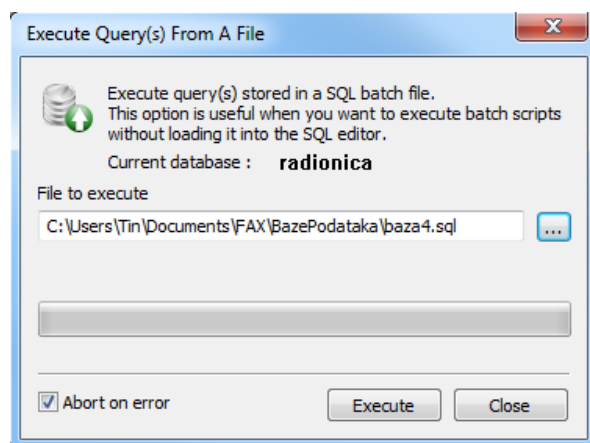 Execute Query(s) From A File
Execute query(s) stored in a SQL batch file.
This option is useful when you want to execute batch scripts
without loading it into the SQL editor.
Current database : radionica
File to execute
C:\Users\Tin\Documents\FAX\BazePodataka\baza4.sql ...
Abort on error Execute Close